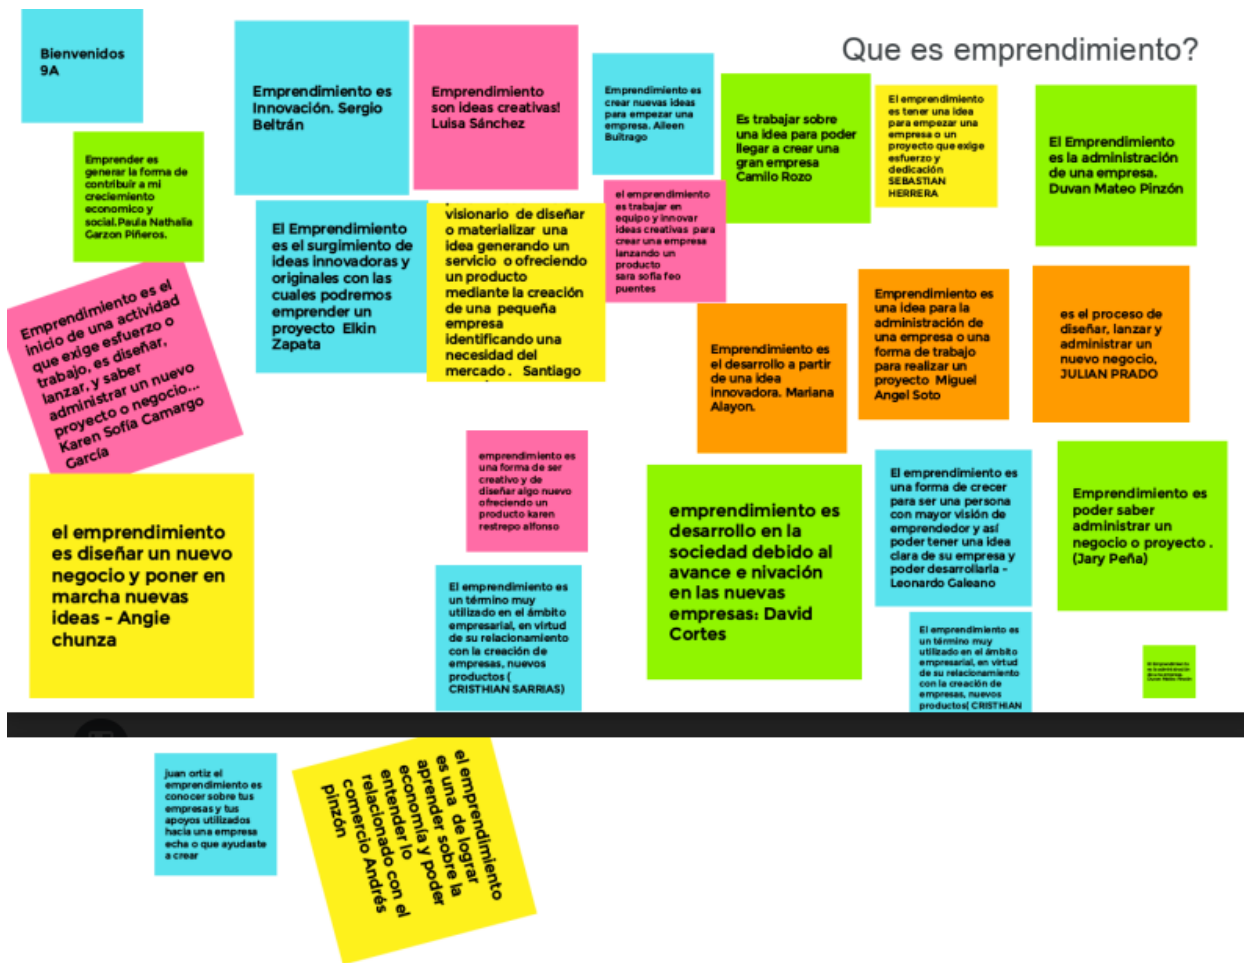 Que es emprendimiento?
Bienvenidos
9A
Emprender es
generar la forma de
contribuir a mi
creciemiento
economico y
social.Paula Nathalia
Garzon Piñeros.
Emprendimiento es
Innovación. Sergio
Beltrán
Emprendimiento
son ideas creativas!
Luisa Sánchez
Emprendimiento es
crear nuevas ideas
para empezar una
empresa. Aileen
Buitrago
Es trabajar sobre
una idea para poder
llegar a crear una
gran empresa
Camilo Rozo
El emprendimiento
es tener una idea
para empezar una
empresa o un
proyecto que exige
esfuerzo y
dedicación
SEBASTIAN
HERRERA
El Emprendimiento
es la administración
de una empresa.
Duvan Mateo Pinzón
El Emprendimiento
es el surgimiento de
ideas innovadoras y
originales con las
cuales podremos
emprender un
proyecto Elkin
Zapata
visionario de diseñar
o materializar una
idea generando un
servicio o ofreciendo
un producto
mediante la creación
de una pequeña
empresa
identificando una
necesidad del
mercado. Santiago
el emprendimiento
es trabajar en
equipo y innovar
ideas creativas para
crear una empresa
lanzando un
producto
sara sofia feo
puentes
Emprendimiento es el
inicio de una actividad
que exige esfuerzo o
trabajo, es diseñar,
lanzar, y saber
administrar un nuevo
proyecto o negocio...
Karen Sofía Camargo
García
Emprendimiento es
el desarrollo a partir
de una idea
innovadora. Mariana
Alayon.
Emprendimiento es
una idea para la
administración de
una empresa o una
forma de trabajo
para realizar un
proyecto Miguel
Angel Soto
es el proceso de
diseñar, lanzar y
administrar un
nuevo negocio,
JULIAN PRADO
el emprendimiento
es diseñar un nuevo
negocio y poner en
marcha nuevas
ideas - Angie
chunza
emprendimiento es
una forma de ser
creativo y de
diseñar algo nuevo
ofreciendo un
producto karen
restrepo alfonso
emprendimiento es
desarrollo en la
sociedad debido al
avance e nivación
en las nuevas
empresas: David
Cortes
El emprendimiento es
una forma de crecer
para ser una persona
con mayor visión de
emprendedor y así
poder tener una idea
clara de su empresa y
poder desarrollarla -
Leonardo Galeano
Emprendimiento es
poder saber
administrar un
negocio o proyecto .
(Jary Peña)
El emprendimiento es
un término muy
utilizado en el ámbito
empresarial, en virtud
de su relacionamiento
con la creación de
empresas, nuevos
productos (
CRISTHIAN SARRIAS)
El emprendimiento es
un término muy
utilizado en el ámbito
empresarial, en virtud
de su relacionamiento
con la creación de
empresas, nuevos
productos( CRISTHIAN
El Emprendimiento
es la administración
de una empresa.
Duvan Mateo Pinzón
juan ortiz el
emprendimiento es
conocer sobre tus
empresas y tus
apoyos utilizados
hacia una empresa
echa o que ayudaste
a crear
el emprendimiento
es una de lograr
aprender sobre la
economía y poder
entender lo
relacionado con el
comercio Andrés
pinzón